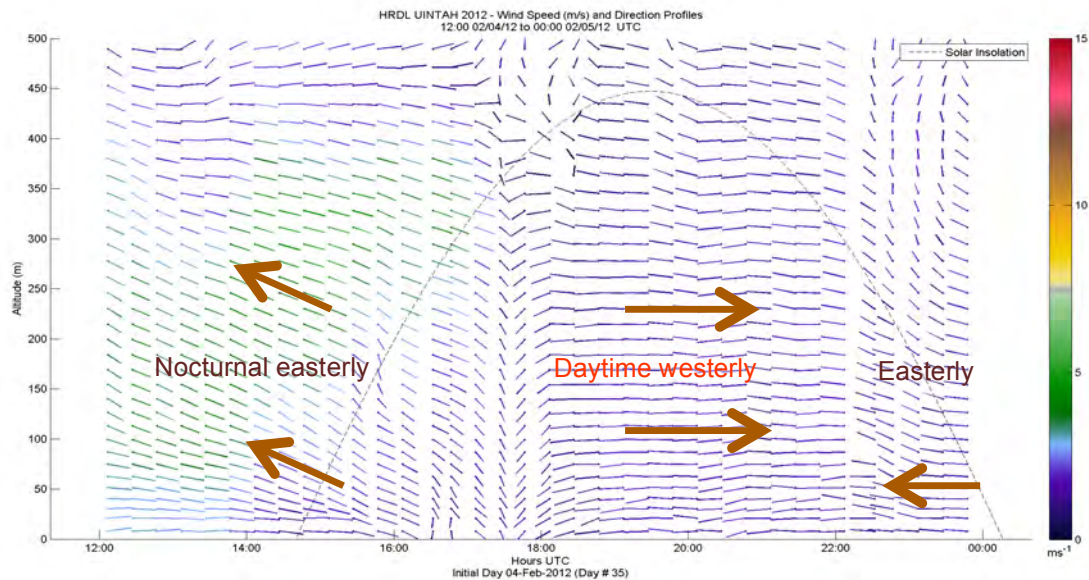 HRDL UINTAH 2012 - Wind Speed (m/s) and Direction Profiles
12:00 02/04/12 to 00:00 02/05/12 UTC
Solar Insolation
500
450
400
350
300
250
200
150
100
50
0
Altitude (m)
Nocturnal easterly
Daytime westerly
Easterly
15
10
5
0
ms-1
12:00
14:00
16:00
18:00
20:00
22:00
00:00
Hours UTC
Initial Day 04-Feb-2012 (Day # 35)